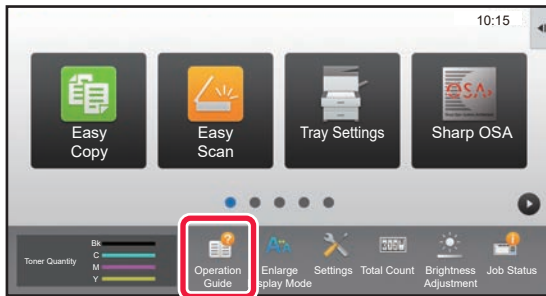 10:15
Easy
Copy
Easy
Scan
Tray Settings
Sharp OSA
OSA
Toner Quantity
Bk
C
M
Y
Operation
Guide
Enlarge
splay Mode
Settings
Total Count
Brightness
Adjustment
Job Status